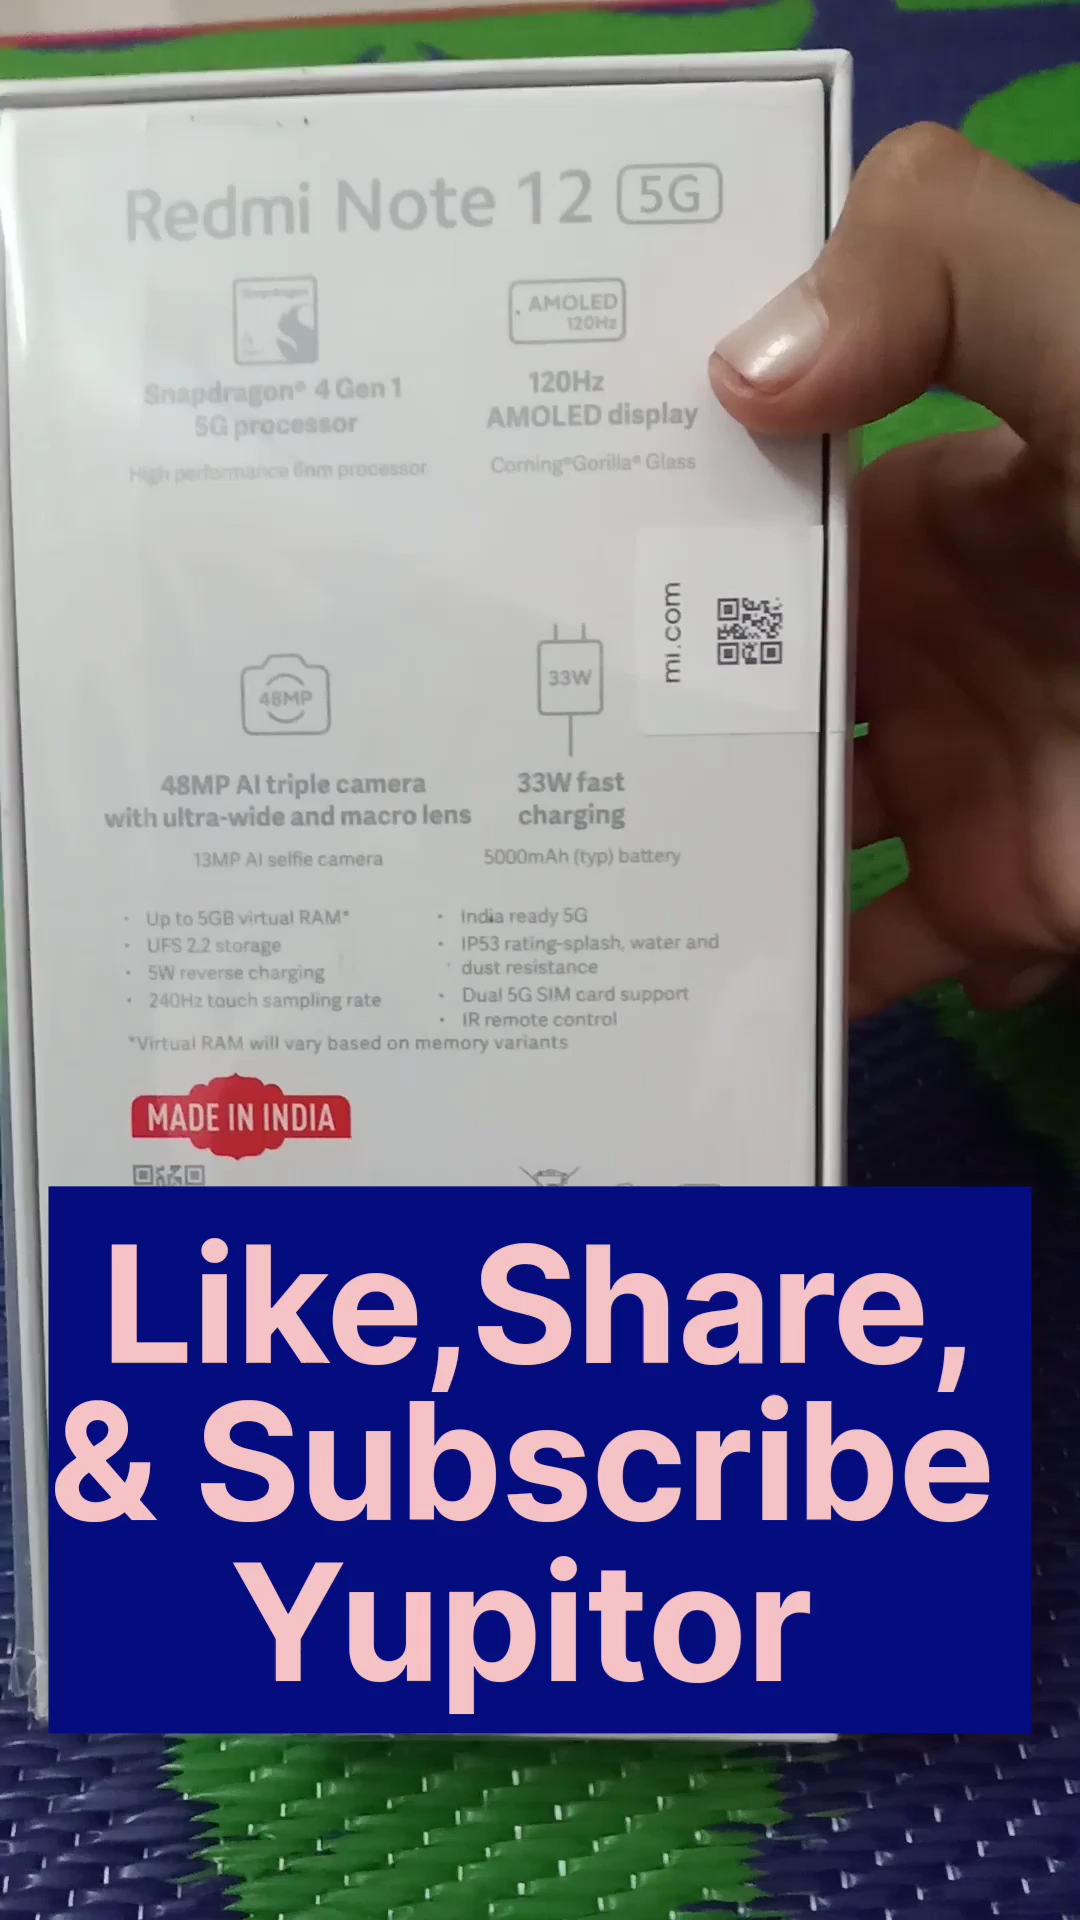 Redmi Note 12 5G
Snapdragon
AMOLED
120Hz
Snapdragon® 4 Gen 1
5G processor
High performance 6nm processor
120Hz
AMOLED display
Corning® Gorilla® Glass
mi.com
48MP
33W
48MP AI triple camera
with ultra-wide and macro lens
13MP AI selfie camera
33W fast
charging
5000mAh (typ) battery
• Up to 5GB virtual RAM*
• UFS 2.2 storage
• 5W reverse charging
• 240Hz touch sampling rate
• India ready 5G
• IP53 rating-splash, water and
dust resistance
• Dual 5G SIM card support
• IR remote control
*Virtual RAM will vary based on memory variants
MADE IN INDIA
Like,Share,
& Subscribe
Yupitor